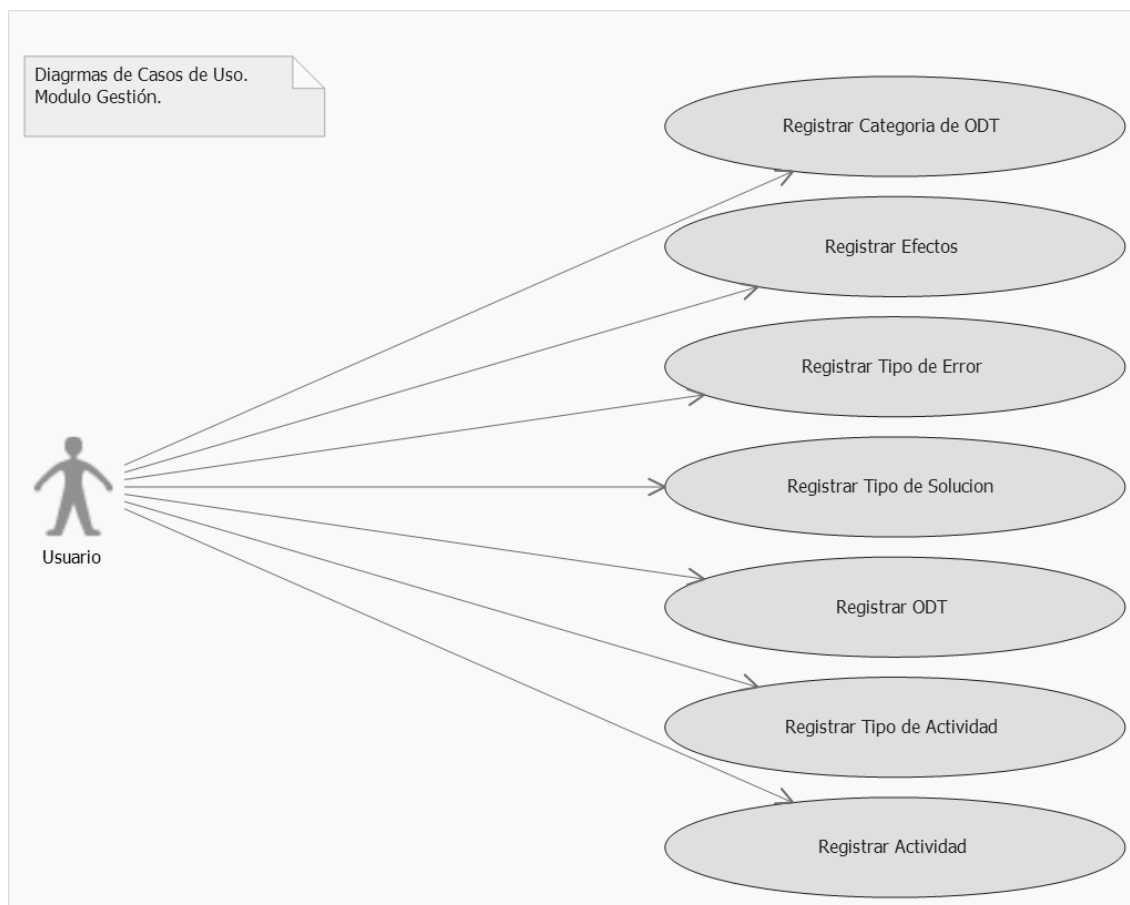 Diagrmas de Casos de Uso.
Modulo Gestión.
Registrar Categoria de ODT
Registrar Efectos
Registrar Tipo de Error
Registrar Tipo de Solucion
Usuario
Registrar ODT
Registrar Tipo de Actividad
Registrar Actividad